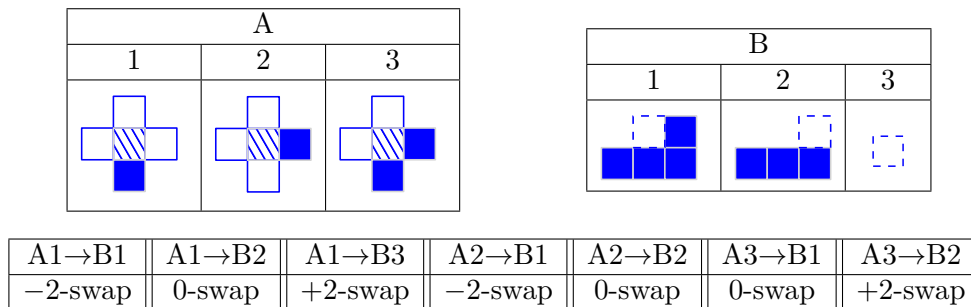 A
1 2 3
B
1 2 3
A1→B1 A1→B2 A1→B3 A2→B1 A2→B2 A3→B1 A3→B2
−2-swap 0-swap +2-swap −2-swap 0-swap 0-swap +2-swap